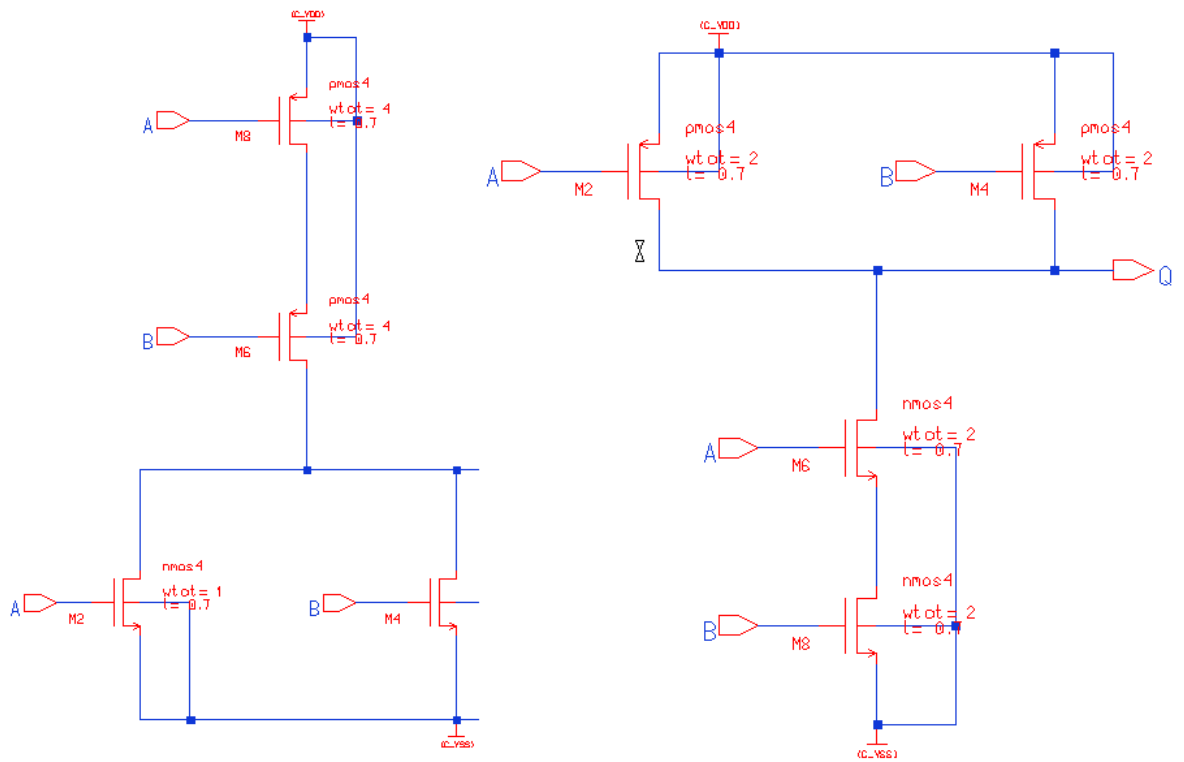 (C_VDD)
pmos4
wtot= 4
l= 0.7
A
M8
pmos4
wtot= 4
l= 0.7
B
M6
nmos4
wtot= 1
l= 0.7
A
M2
B
M4
(C_VSS)
(C_VDD)
pmos4
wtot= 2
l= 0.7
A
M2
pmos4
wtot= 2
l= 0.7
B
M4
Q
nmos4
wtot= 2
l= 0.7
A
M6
nmos4
wtot= 2
l= 0.7
B
M8
(C_VSS)